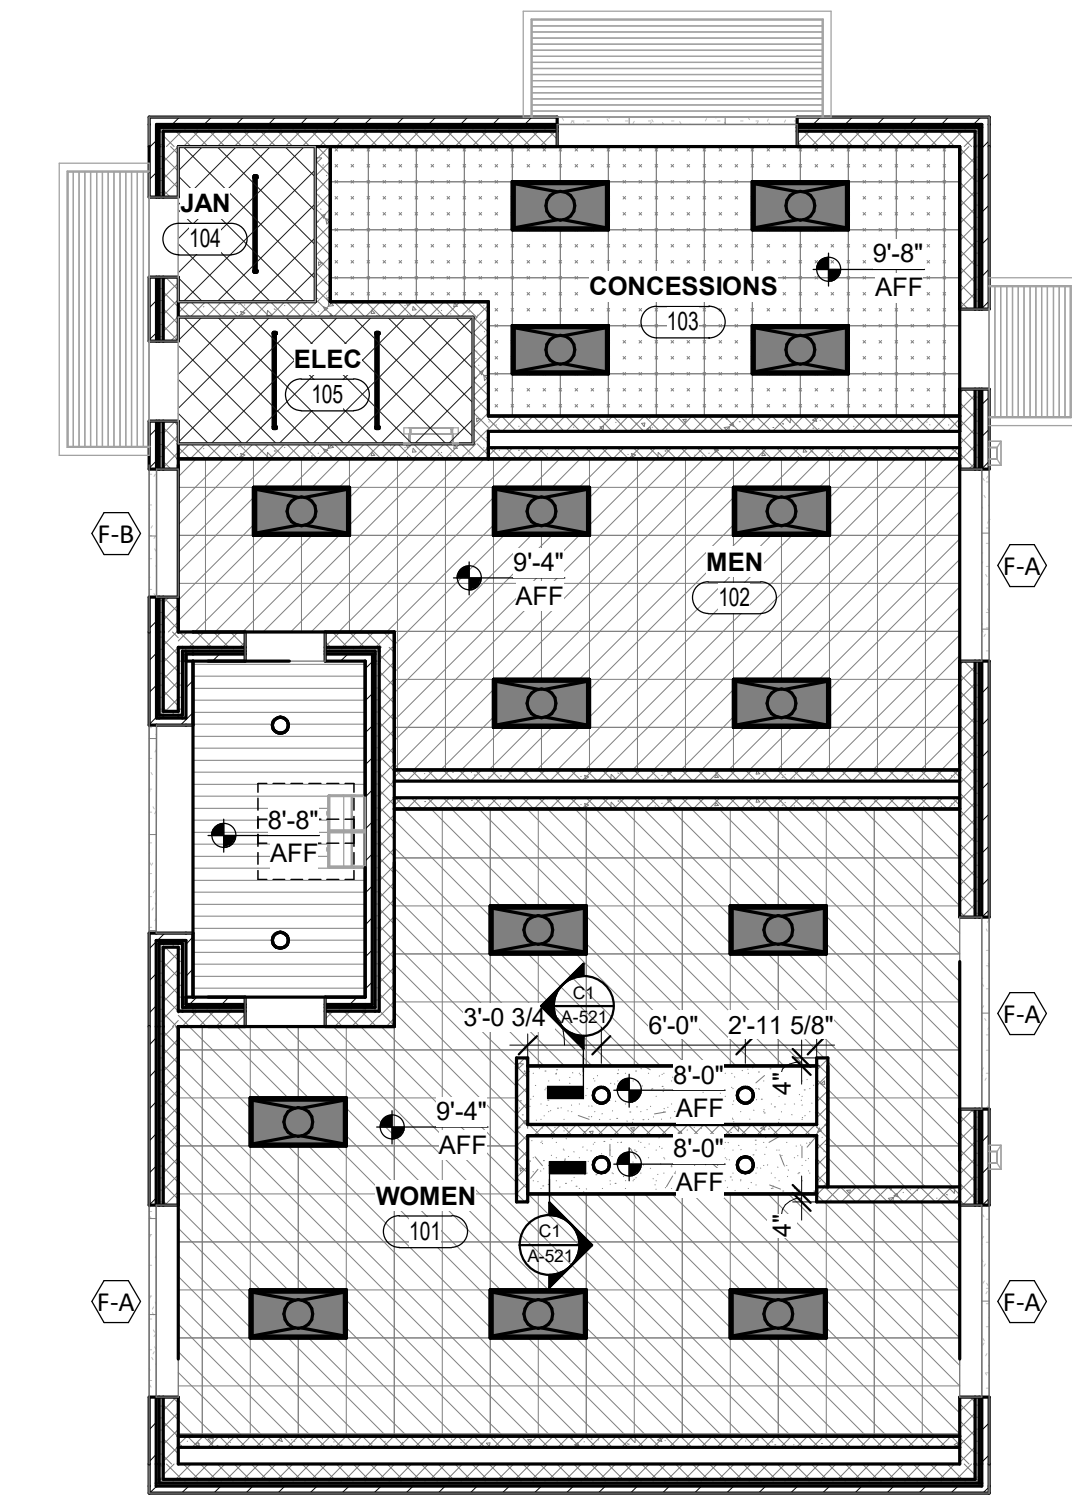 JAN
104
9'-8"
AFF
CONCESSIONS
103
ELEC
105
F-B
9'-4"
AFF
MEN
102
F-A
8'-8"
AFF
C1
A-521
F-A
3'-0 3/4
6'-0"
2'-11 5/8"
8'-0"
AFF
4"
9'-4"
AFF
8'-0"
AFF
WOMEN
101
4"
C1
A-521
F-A
F-A